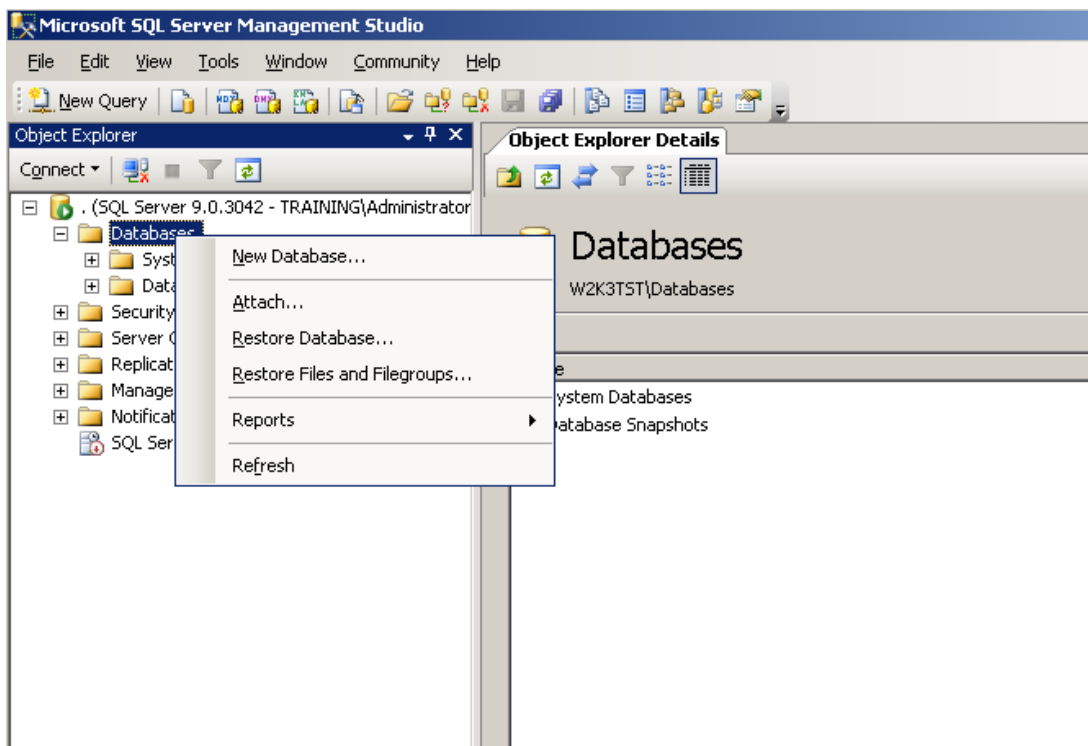 Microsoft SQL Server Management Studio
File Edit View Tools Window Community Help
New Query
Object Explorer
Connect
. (SQL Server 9.0.3042 - TRAINING\Administrator
Databases
Syst
Data
Security
Server
Replicat
Manage
Notificat
SQL Ser
New Database...
Attach...
Restore Database...
Restore Files and Filegroups...
Reports
Refresh
Object Explorer Details
Databases
W2K3TST\Databases
e
ystem Databases
atabase Snapshots